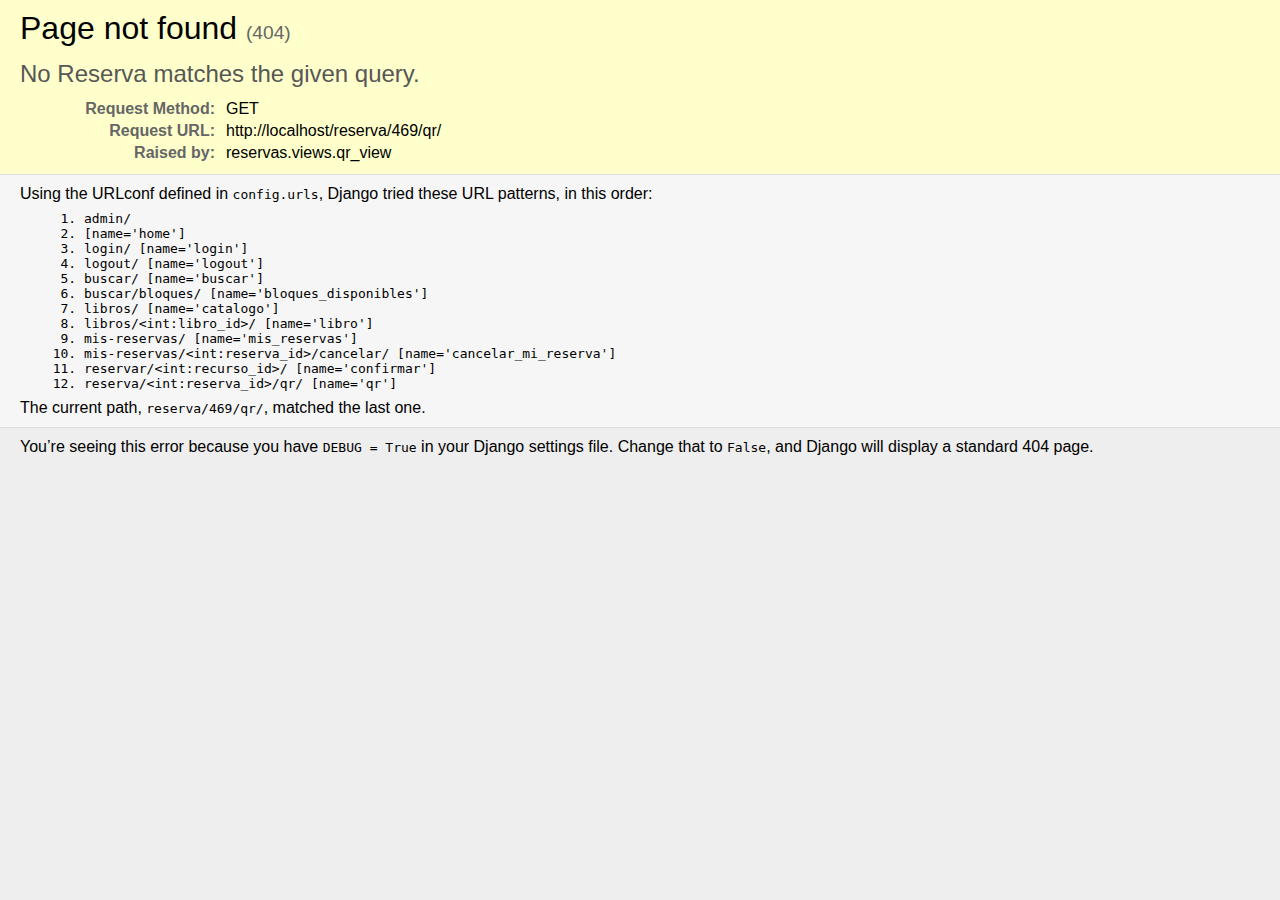 Page not found (404)
No Reserva matches the given query.
Request Method: GET
Request URL: http://localhost/reserva/469/qr/
Raised by: reservas.views.qr_view
Using the URLconf defined in config.urls, Django tried these URL patterns, in this order:
1. admin/
2. [name='home']
3. login/ [name='login']
4. logout/ [name='logout']
5. buscar/ [name='buscar']
6. buscar/bloques/ [name='bloques_disponibles']
7. libros/ [name='catalogo']
8. libros/<int:libro_id>/ [name='libro']
9. mis-reservas/ [name='mis_reservas']
10. mis-reservas/<int:reserva_id>/cancelar/ [name='cancelar_mi_reserva']
11. reservar/<int:recurso_id>/ [name='confirmar']
12. reserva/<int:reserva_id>/qr/ [name='qr']
The current path, reserva/469/qr/, matched the last one.
You’re seeing this error because you have DEBUG = True in your Django settings file. Change that to False, and Django will display a standard 404 page.